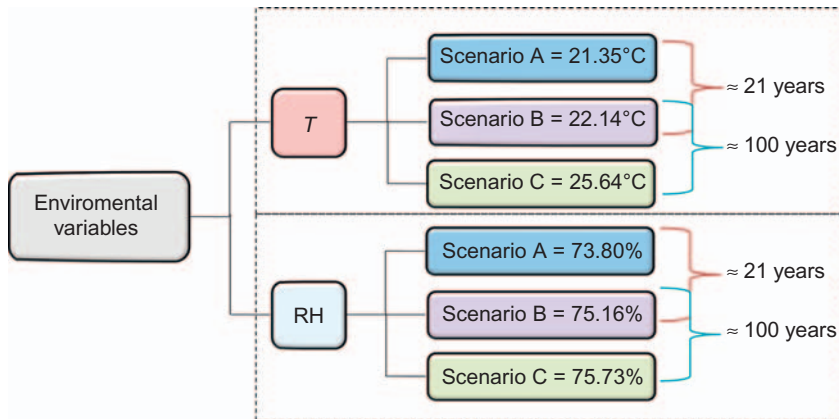 Enviromental
variables
T
Scenario A = 21.35°C
Scenario B = 22.14°C
Scenario C = 25.64°C
≈ 21 years
≈ 100 years
RH
Scenario A = 73.80%
Scenario B = 75.16%
Scenario C = 75.73%
≈ 21 years
≈ 100 years